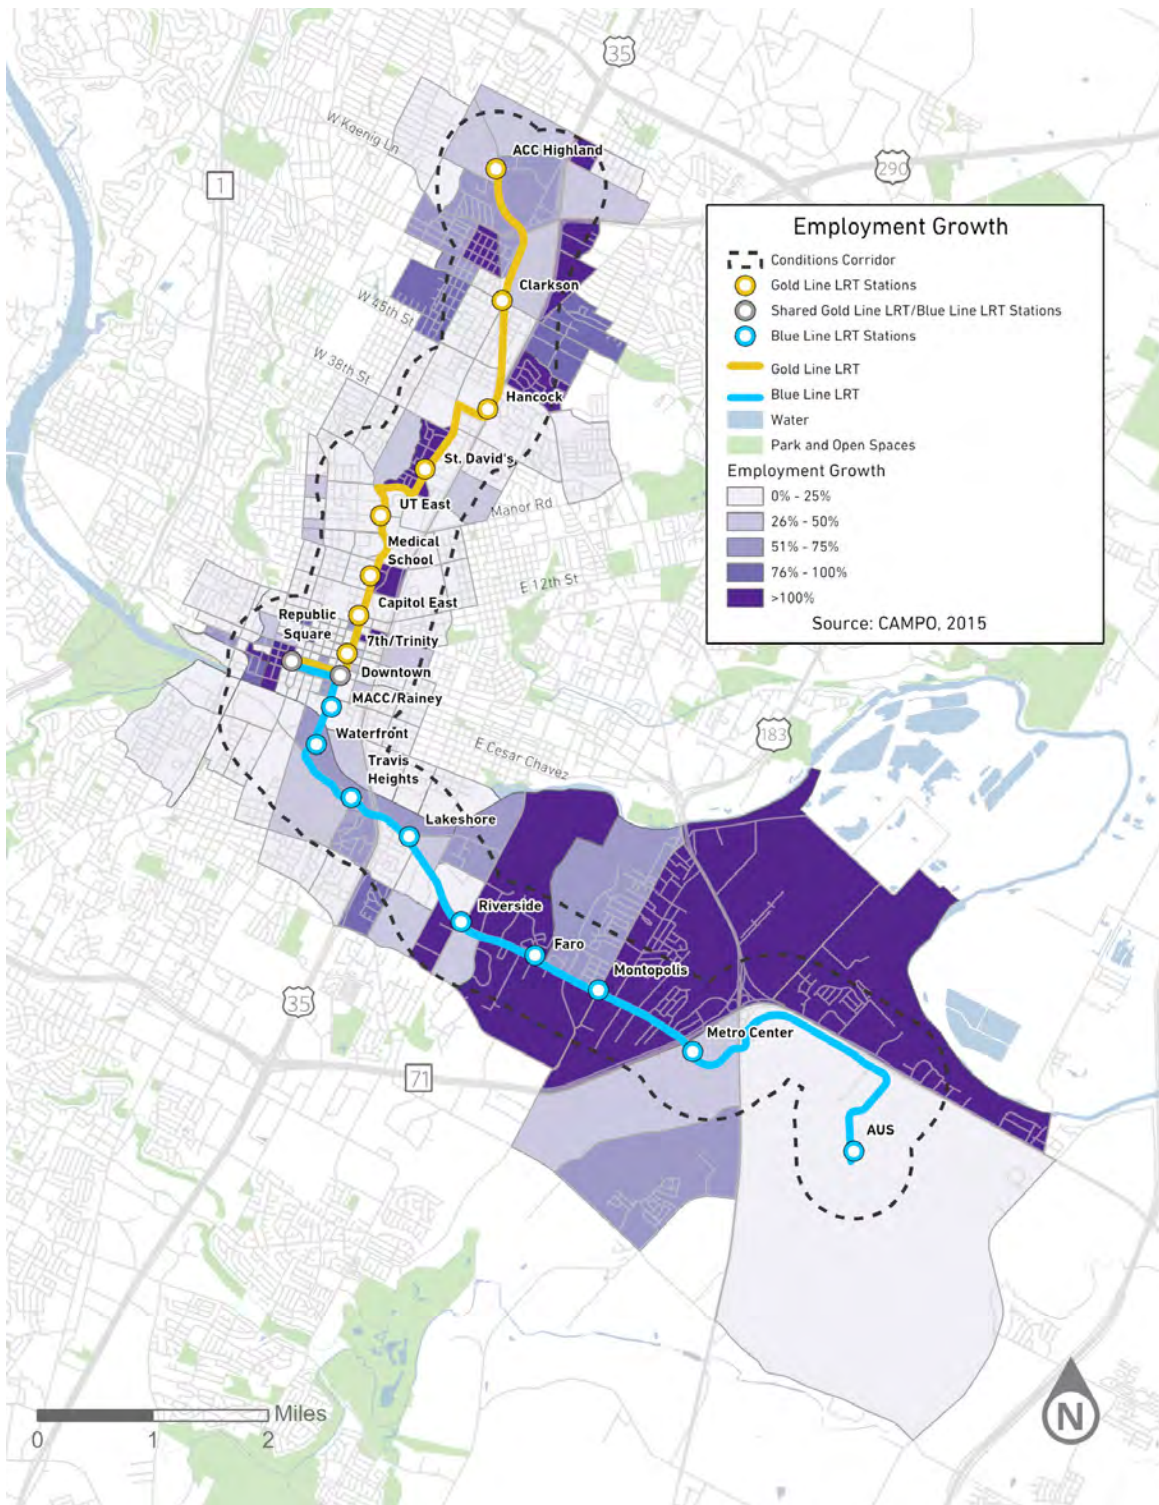 35
W Koenig Ln
ACC Highland
290
1
Employment Growth
Conditions Corridor
Gold Line LRT Stations
Shared Gold Line LRT/Blue Line LRT Stations
Blue Line LRT Stations
Gold Line LRT
Blue Line LRT
Water
Park and Open Spaces
Employment Growth
0% - 25%
26% - 50%
51% - 75%
76% - 100%
>100%
Source: CAMPO, 2015
Clarkson
W 45th St
W 38th St
Hancock
St. David's
UT East
Manor Rd
Medical
School
E 12th St
Capitol East
Republic
Square
7th/Trinity
Downtown
MACC/Rainey
Waterfront
183
E Cesar Chavez
Travis
Heights
Lakeshore
Riverside
Faro
Montopolis
35
Metro Center
71
AUS
Miles
0 1 2
N